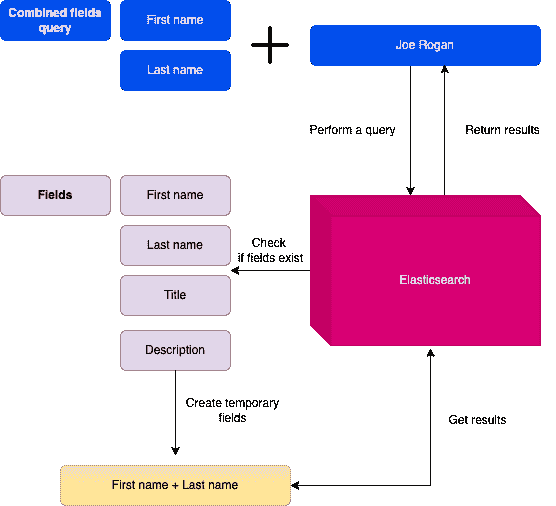 Combined fields
query
First name
Last name
Joe Rogan
Perform a query
Return results
Fields
First name
Last name
Title
Description
Check
if fields exist
Elasticsearch
Create temporary
fields
Get results
First name + Last name